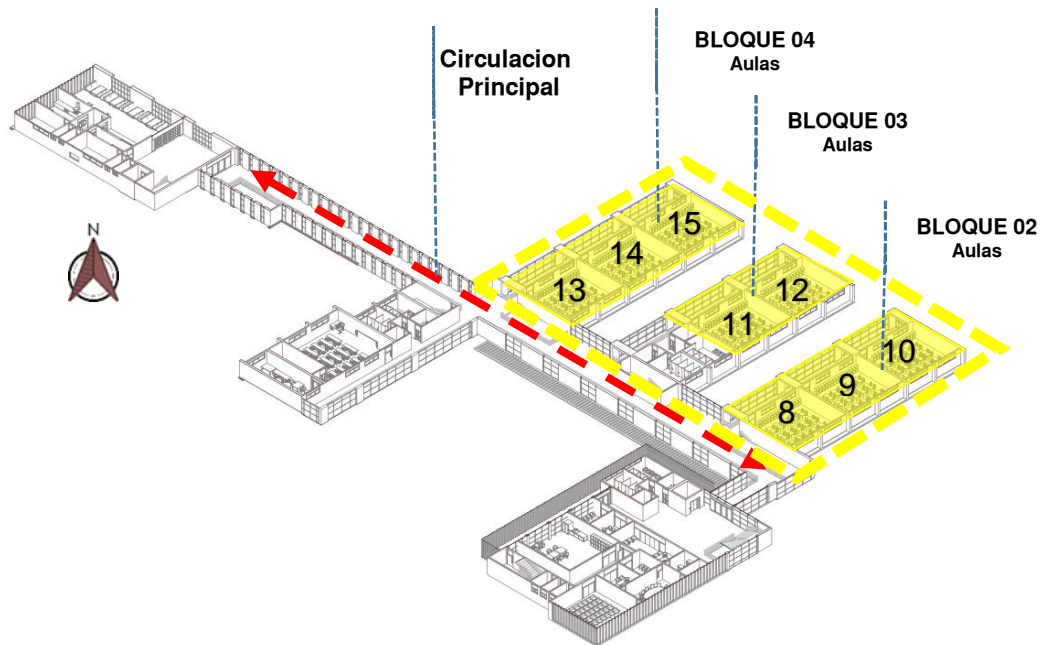 Circulacion
Principal
BLOQUE 04
Aulas
BLOQUE 03
Aulas
BLOQUE 02
Aulas
N
15
14
13
12
11
10
9
8